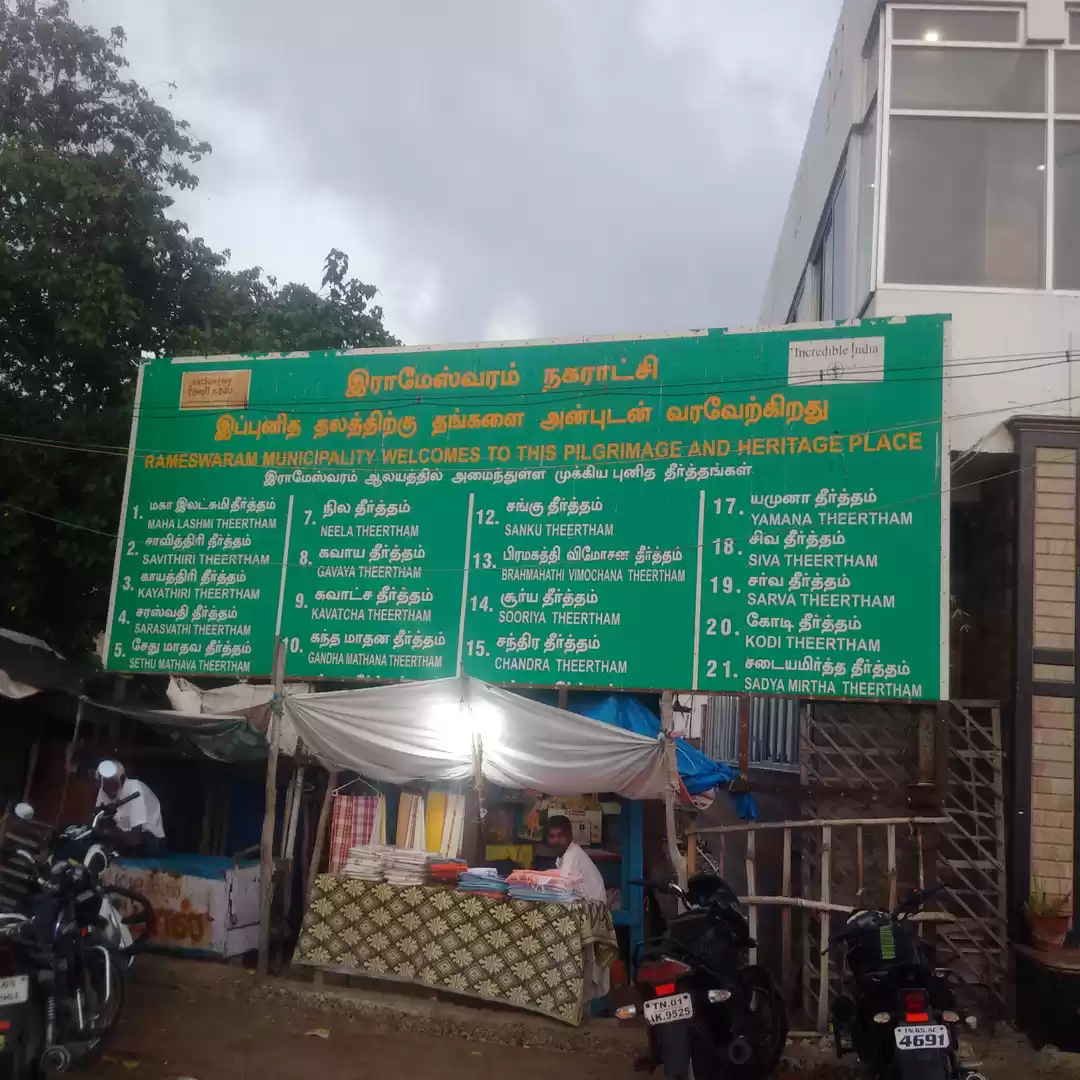 Incredible India
இராமேஸ்வரம் நகராட்சி
இப்புனித தலத்திற்கு தங்களை அன்புடன் வரவேற்கிறது
RAMESWARAM MUNICIPALITY WELCOMES TO THIS PILGRIMAGE AND HERITAGE PLACE
இராமேஸ்வரம் ஆலயத்தில் அமைந்துள்ள முக்கிய புனித தீர்த்தங்கள்
1. மகா இலட்சுமிதீர்த்தம்
MAHA LASHMI THEERTHAM
2. சாவித்திரி தீர்த்தம்
SAVITHIRI THEERTHAM
3. காயத்திரி தீர்த்தம்
KAYATHIRI THEERTHAM
4. சரஸ்வதி தீர்த்தம்
SARASVATHI THEERTHAM
5. சேது மாதவ தீர்த்தம்
SETHU MATHAVA THEERTHAM
7. நில தீர்த்தம்
NEELA THEERTHAM
8. கவாய தீர்த்தம்
GAVAYA THEERTHAM
9. கவாட்ச தீர்த்தம்
KAVATCHA THEERTHAM
10. கந்த மாதன தீர்த்தம்
GANDHA MATHANA THEERTHAM
12. சங்கு தீர்த்தம்
SANKU THEERTHAM
13. பிரமகத்தி விமோசன தீர்த்தம்
BRAHMAHATHI VIMOCHANA THEERTHAM
14. சூர்ய தீர்த்தம்
SOORIYA THEERTHAM
15. சந்திர தீர்த்தம்
CHANDRA THEERTHAM
17. யமுனா தீர்த்தம்
YAMANA THEERTHAM
18. சிவ தீர்த்தம்
SIVA THEERTHAM
19. சர்வ தீர்த்தம்
SARVA THEERTHAM
20. கோடி தீர்த்தம்
KODI THEERTHAM
21. சடையமிர்த்த தீர்த்தம்
SADYA MIRTHA THEERTHAM
TN.01
AK.9525
TN.65.AC
4691